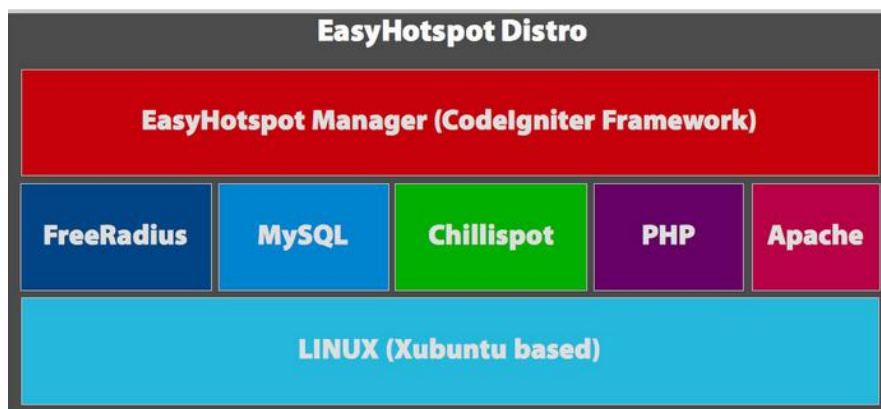 EasyHotspot Distro
EasyHotspot Manager (CodeIgniter Framework)
FreeRadius
MySQL
Chillispot
PHP
Apache
LINUX (Xubuntu based)